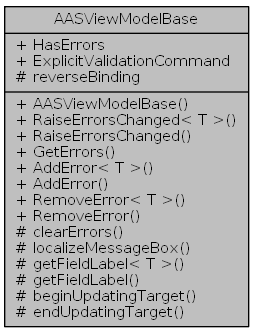 AASViewModelBase
+ HasErrors
+ ExplicitValidationCommand
# reverseBinding
+ AASViewModelBase()
+ RaiseErrorsChanged< T >()
+ RaiseErrorsChanged()
+ GetErrors()
+ AddError< T >()
+ AddError()
+ RemoveError< T >()
+ RemoveError()
# clearErrors()
# localizeMessageBox()
# getFieldLabel< T >()
# getFieldLabel()
# beginUpdatingTarget()
# endUpdatingTarget()